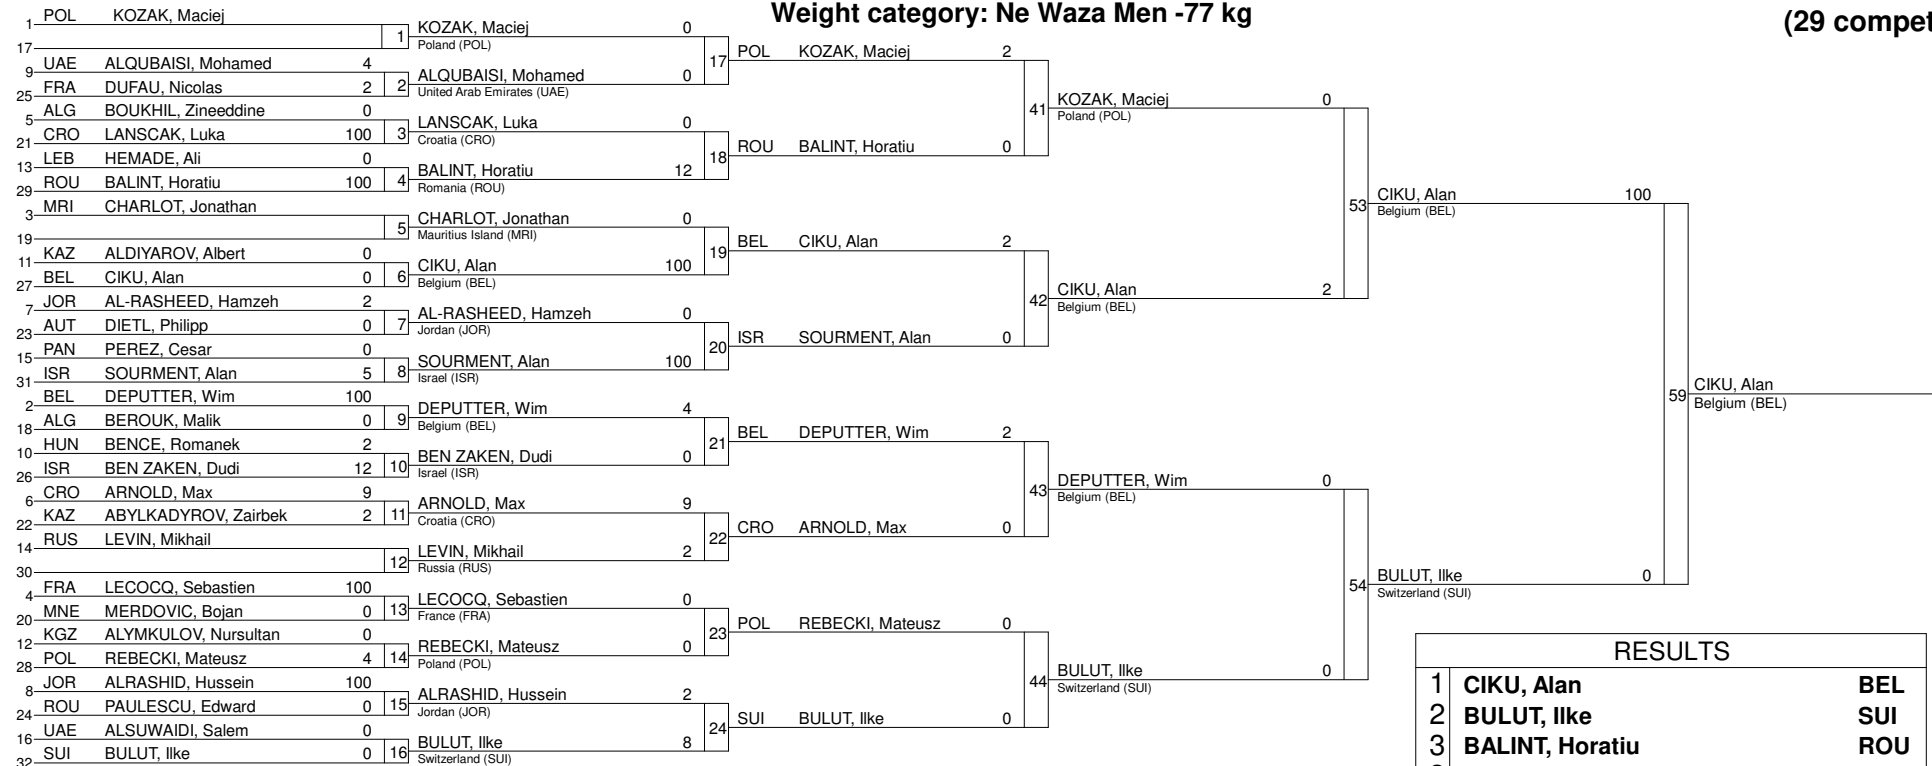 Weight category: Ne Waza Men -77 kg
(29 compet
1 POL KOZAK, Maciej
17
1
9 UAE ALQUBAISI, Mohamed 4
25 FRA DUFAU, Nicolas 2
2
5 ALG BOUKHIL, Zineeddine 0
21 CRO LANSCAK, Luka 100
3
13 LEB HEMADE, Ali 0
29 ROU BALINT, Horatiu 100
4
3 MRI CHARLOT, Jonathan
19
5
11 KAZ ALDIYAROV, Albert 0
27 BEL CIKU, Alan 0
6
7 JOR AL-RASHEED, Hamzeh 2
23 AUT DIETL, Philipp 0
7
15 PAN PEREZ, Cesar 0
31 ISR SOURMENT, Alan 5
8
2 BEL DEPUTTER, Wim 100
18 ALG BEROUK, Malik 0
9
10 HUN BENCE, Romanek 2
26 ISR BEN ZAKEN, Dudi 12
10
6 CRO ARNOLD, Max 9
22 KAZ ABYLKADYROV, Zairbek 2
11
14 RUS LEVIN, Mikhail
30
12
4 FRA LECOCQ, Sebastien 100
20 MNE MERDOVIC, Bojan 0
13
12 KGZ ALYMKULOV, Nursultan 0
28 POL REBECKI, Mateusz 4
14
8 JOR ALRASHID, Hussein 100
24 ROU PAULESCU, Edward 0
15
16 UAE ALSUWAIDI, Salem 0
32 SUI BULUT, Ilke 0
16
KOZAK, Maciej 0
Poland (POL)
17
ALQUBAISI, Mohamed 0
United Arab Emirates (UAE)
LANSCAK, Luka 0
Croatia (CRO)
18
BALINT, Horatiu 12
Romania (ROU)
CHARLOT, Jonathan 0
Mauritius Island (MRI)
19
CIKU, Alan 100
Belgium (BEL)
AL-RASHEED, Hamzeh 0
Jordan (JOR)
20
SOURMENT, Alan 100
Israel (ISR)
DEPUTTER, Wim 4
Belgium (BEL)
21
BEN ZAKEN, Dudi 0
Israel (ISR)
ARNOLD, Max 9
Croatia (CRO)
22
LEVIN, Mikhail 2
Russia (RUS)
LECOCQ, Sebastien 0
France (FRA)
23
REBECKI, Mateusz 0
Poland (POL)
ALRASHID, Hussein 2
Jordan (JOR)
24
BULUT, Ilke 8
Switzerland (SUI)
POL KOZAK, Maciej 2
41
ROU BALINT, Horatiu 0
BEL CIKU, Alan 2
42
ISR SOURMENT, Alan 0
BEL DEPUTTER, Wim 2
43
CRO ARNOLD, Max 0
POL REBECKI, Mateusz 0
44
SUI BULUT, Ilke 0
KOZAK, Maciej 0
Poland (POL)
53
CIKU, Alan 2
Belgium (BEL)
DEPUTTER, Wim 0
Belgium (BEL)
54
BULUT, Ilke 0
Switzerland (SUI)
CIKU, Alan 100
Belgium (BEL)
59
BULUT, Ilke 0
Switzerland (SUI)
CIKU, Alan
Belgium (BEL)
RESULTS
1 CIKU, Alan BEL
2 BULUT, Ilke SUI
3 BALINT, Horatiu ROU